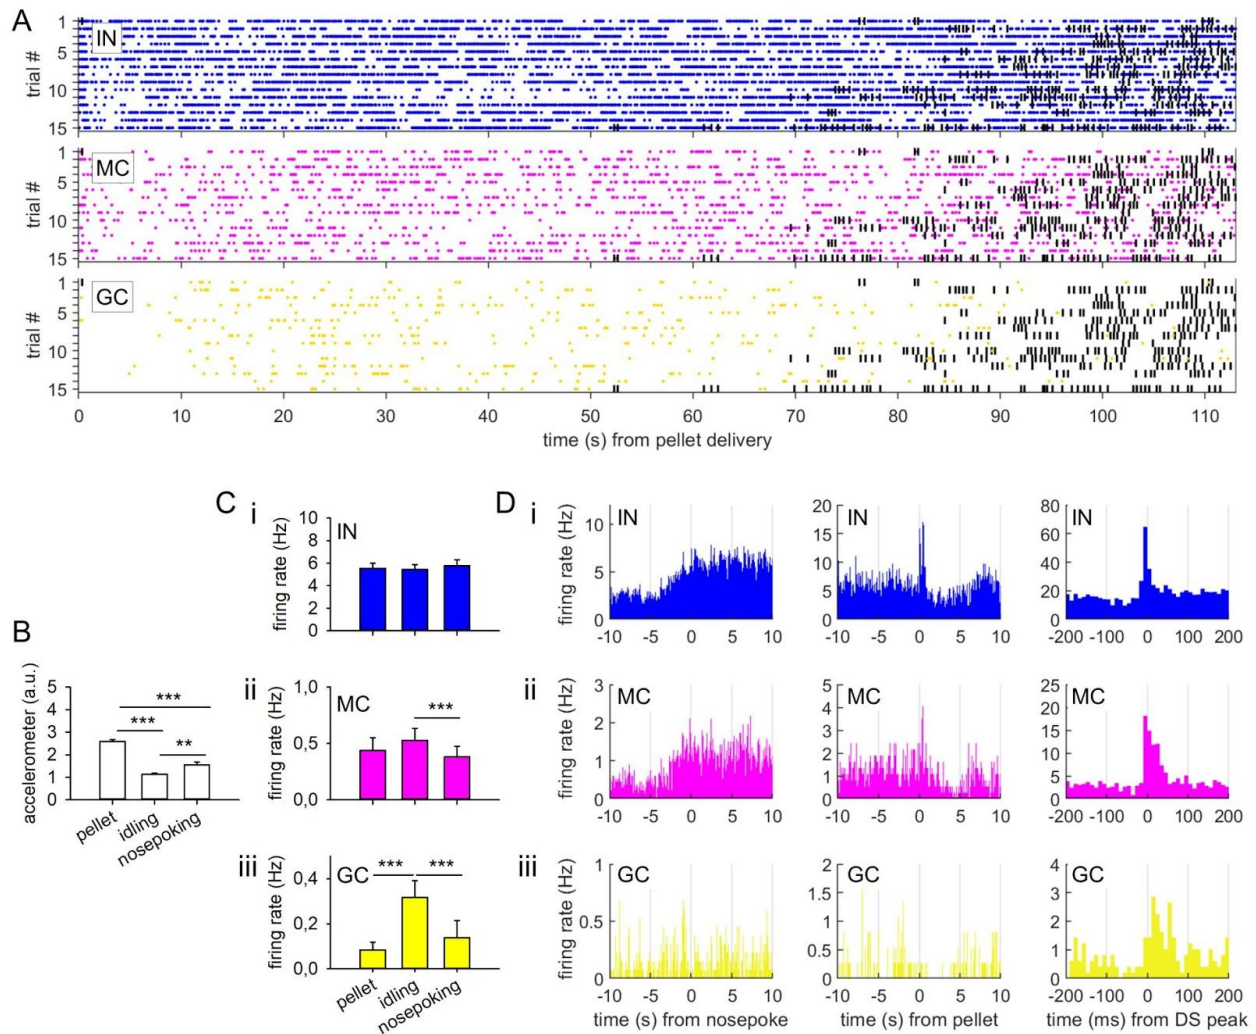 A
trial #
1
5
10
15
IN
trial #
1
5
10
15
MC
trial #
1
5
10
15
GC
0 10 20 30 40 50 60 70 80 90 100 110
time (s) from pellet delivery
B
accelerometer (a.u.)
5
4
3
2
1
0
***
*** **
pellet idling nosepoking
C
i
firing rate (Hz)
10
8
6
4
2
0
IN
ii
firing rate (Hz)
1,0
0,5
0,0
MC
***
iii
firing rate (Hz)
0,4
0,2
0,0
GC
*** ***
pellet idling nosepoking
D
i
firing rate (Hz)
10
5
0
IN
-10 -5 0 5 10
20
15
10
5
0
IN
-10 -5 0 5 10
80
60
40
20
0
IN
-200 -100 0 100 200
ii
firing rate (Hz)
3
2
1
0
MC
-10 -5 0 5 10
5
4
3
2
1
0
MC
-10 -5 0 5 10
25
20
15
10
5
0
MC
-200 -100 0 100 200
iii
firing rate (Hz)
1
0.5
0
GC
-10 -5 0 5 10
time (s) from nosepoke
2
1.5
1
0.5
0
GC
-10 -5 0 5 10
time (s) from pellet
4
3
2
1
0
GC
-200 -100 0 100 200
time (ms) from DS peak